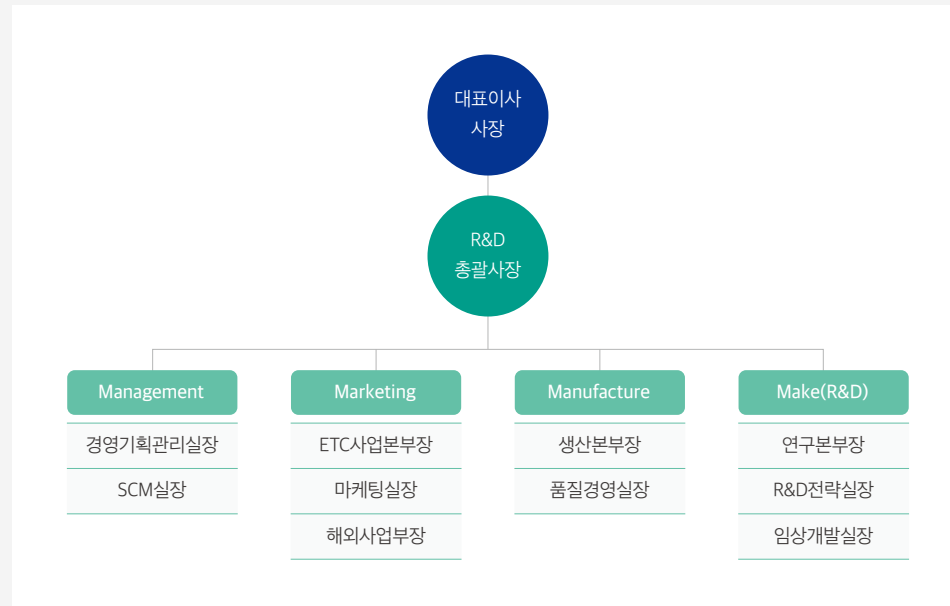 대표이사
사장
R&D
총괄사장
Management
Marketing
Manufacture
Make(R&D)
경영기획관리실장
ETC사업본부장
생산본부장
연구본부장
SCM실장
마케팅실장
품질경영실장
R&D전략실장
해외사업부장
임상개발실장